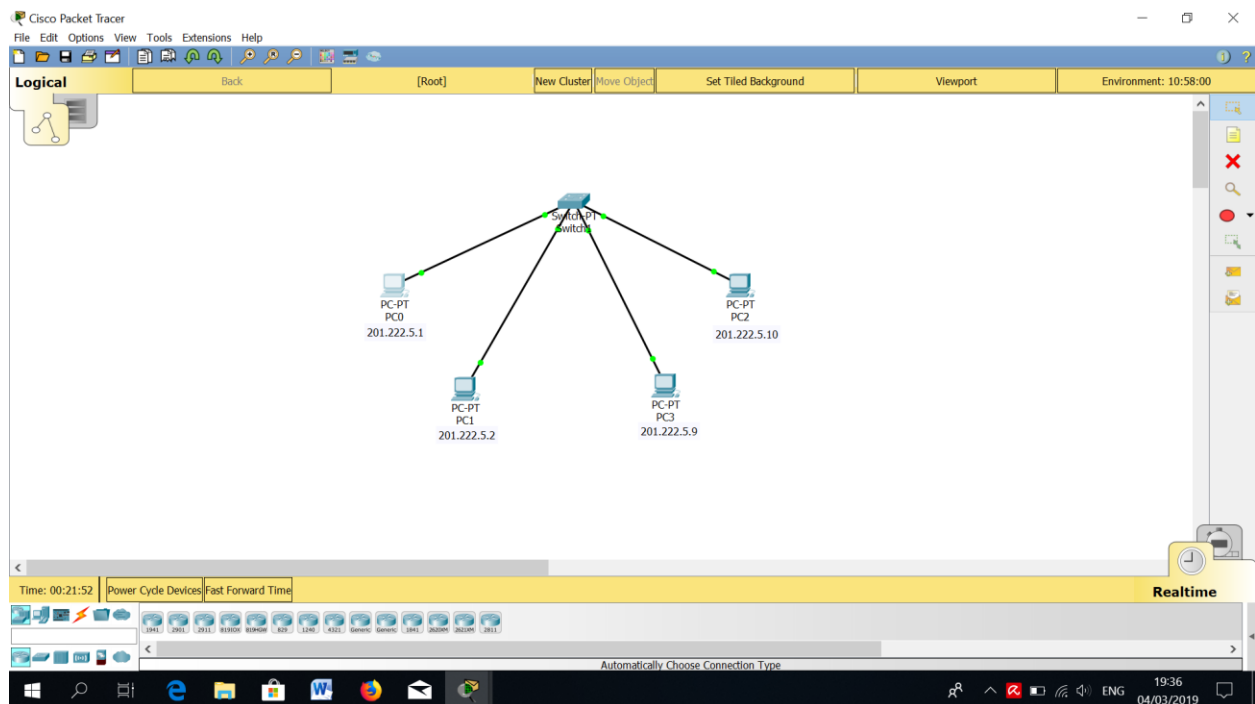 Cisco Packet Tracer
File Edit Options View Tools Extensions Help
Logical Back [Root] New Cluster Move Object Set Tiled Background Viewport Environment: 10:58:00
Switch-PT
Switch1
PC-PT
PC0
201.222.5.1
PC-PT
PC2
201.222.5.10
PC-PT
PC1
201.222.5.2
PC-PT
PC3
201.222.5.9
Time: 00:21:52 Power Cycle Devices Fast Forward Time Realtime
1941 2901 2911 819IOX 819HGW 829 1240 4321 Generic Generic 1841 2620XM 2621XM 2811
Automatically Choose Connection Type
ENG
19:36
04/03/2019